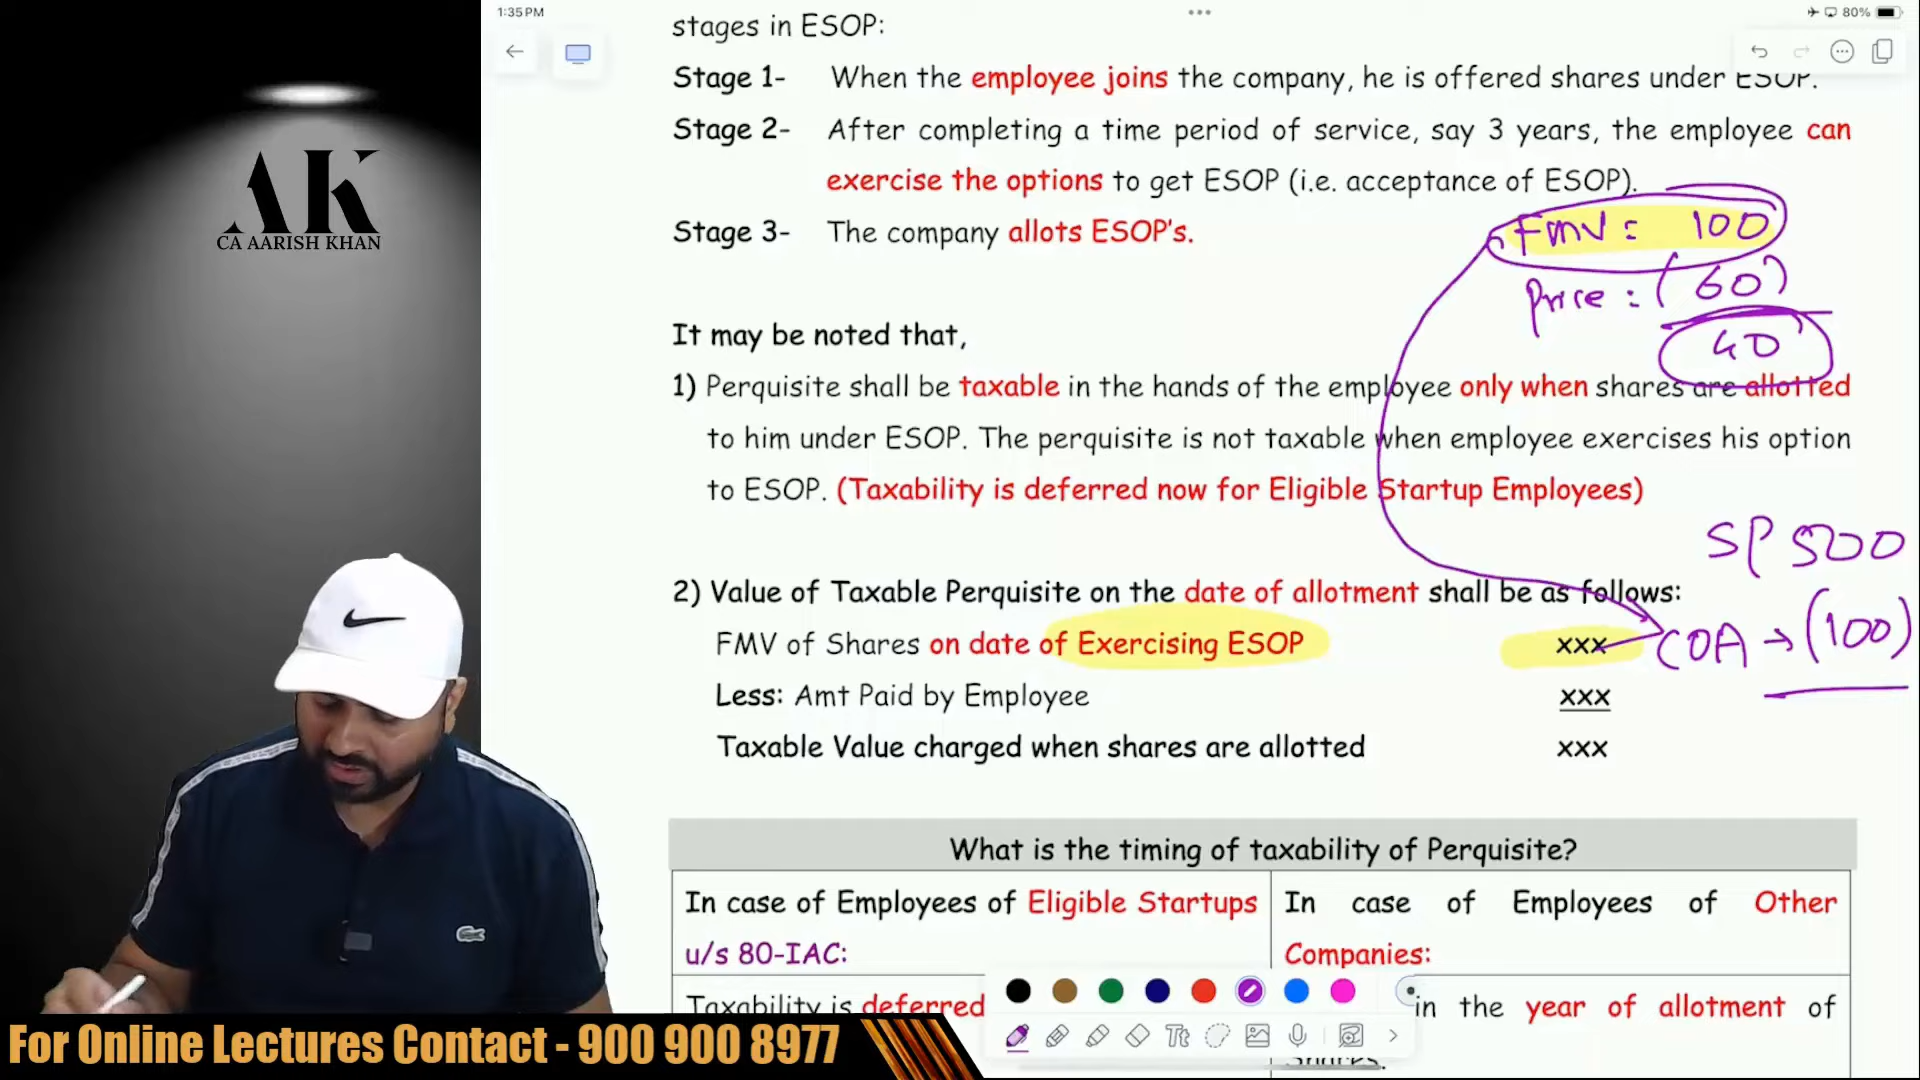 1:35 PM
80%
AK
CA AARISH KHAN
stages in ESOP:
Stage 1- When the employee joins the company, he is offered shares under ESOP.
Stage 2- After completing a time period of service, say 3 years, the employee can
exercise the options to get ESOP (i.e. acceptance of ESOP).
Stage 3- The company allots ESOP's.
FMV : 100
Price : (60)
40
It may be noted that,
1) Perquisite shall be taxable in the hands of the employee only when shares are allotted
to him under ESOP. The perquisite is not taxable when employee exercises his option
to ESOP. (Taxability is deferred now for Eligible Startup Employees)
SP 500
2) Value of Taxable Perquisite on the date of allotment shall be as follows:
FMV of Shares on date of Exercising ESOP xxx
COA → (100)
Less: Amt Paid by Employee xxx
Taxable Value charged when shares are allotted xxx
What is the timing of taxability of Perquisite?
In case of Employees of Eligible Startups
u/s 80-IAC:
In case of Employees of Other
Companies:
Taxability is deferred
in the year of allotment of
Shares.
Tt
For Online Lectures Contact - 900 900 8977